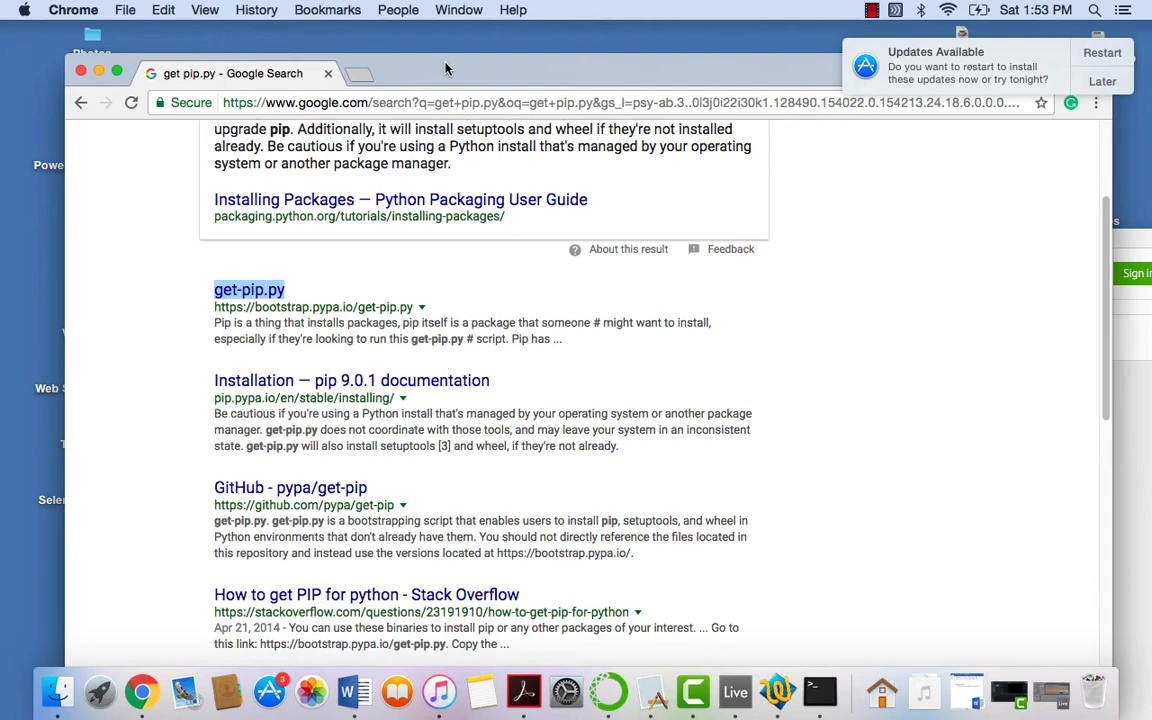 Chrome File Edit View History Bookmarks People Window Help Sat 1:53 PM
Photos
Updates Available
Do you want to restart to install
these updates now or try tonight?
Restart
Later
get pip.py - Google Search
Secure https://www.google.com/search?q=get+pip.py&oq=get+pip.py&gs_l=psy-ab.3..0l3j0i22i30k1.128490.154022.0.154213.24.18.6.0.0.0....
upgrade pip. Additionally, it will install setuptools and wheel if they're not installed
already. Be cautious if you're using a Python install that's managed by your operating
system or another package manager.
Powe
Installing Packages — Python Packaging User Guide
packaging.python.org/tutorials/installing-packages/
About this result Feedback
Sign in
get-pip.py
https://bootstrap.pypa.io/get-pip.py
Pip is a thing that installs packages, pip itself is a package that someone # might want to install,
especially if they're looking to run this get-pip.py # script. Pip has ...
Web S
Installation — pip 9.0.1 documentation
pip.pypa.io/en/stable/installing/
Be cautious if you're using a Python install that's managed by your operating system or another package
manager. get-pip.py does not coordinate with those tools, and may leave your system in an inconsistent
state. get-pip.py will also install setuptools [3] and wheel, if they're not already.
Selen
GitHub - pypa/get-pip
https://github.com/pypa/get-pip
get-pip.py. get-pip.py is a bootstrapping script that enables users to install pip, setuptools, and wheel in
Python environments that don't already have them. You should not directly reference the files located in
this repository and instead use the versions located at https://bootstrap.pypa.io/.
How to get PIP for python - Stack Overflow
https://stackoverflow.com/questions/23191910/how-to-get-pip-for-python
Apr 21, 2014 - You can use these binaries to install pip or any other packages of your interest. ... Go to
this link: https://bootstrap.pypa.io/get-pip.py. Copy the ...
3
Live